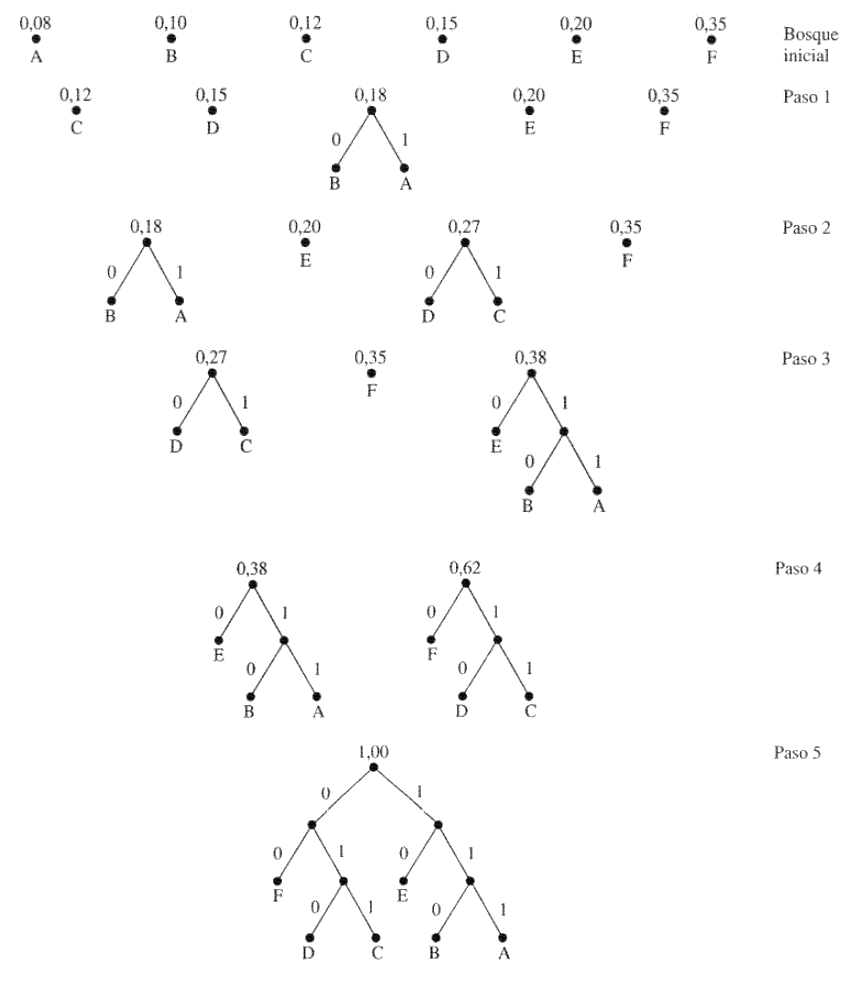 0,08 0,10 0,12 0,15 0,20 0,35 Bosque
A B C D E F inicial
0,12 0,15 0,18 0,20 0,35 Paso 1
C D E F
0 1
B A
0,18 0,20 0,27 0,35 Paso 2
E F
0 1 0 1
B A D C
0,27 0,35 0,38 Paso 3
F
0 1 0 1
D C E
0 1
B A
0,38 0,62 Paso 4
0 1 0 1
E F
0 1 0 1
B A D C
1,00 Paso 5
0 1
0 1 0 1
F E
0 1 0 1
D C B A